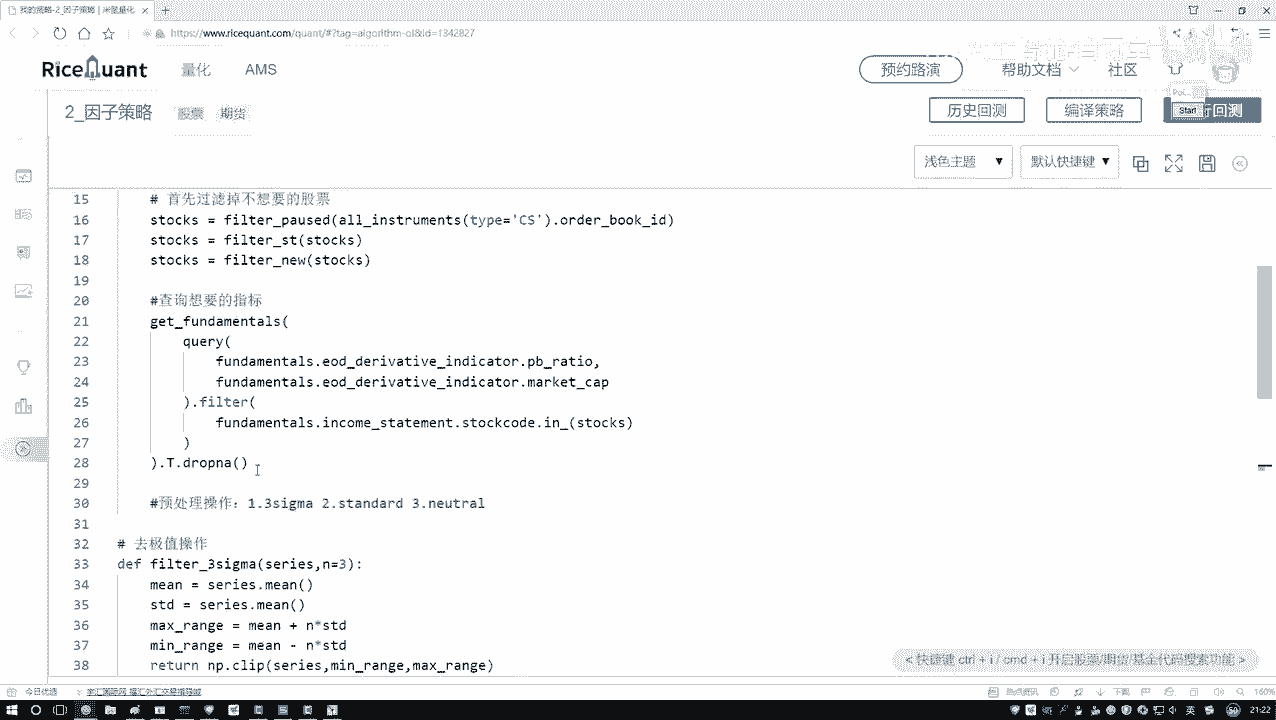 我的策略-2_因子策略 | 米筐量化
https://www.ricequant.com/quant/#?tag=algorithm-ol&id=1342827
RiceQuant 量化 AMS 预约路演 帮助文档 社区
2_因子策略 股票 期货 历史回测 编译策略 Start 行回测
浅色主题 默认快捷键
15 # 首先过滤掉不想要的股票
16 stocks = filter_paused(all_instruments(type='CS').order_book_id)
17 stocks = filter_st(stocks)
18 stocks = filter_new(stocks)
19
20 #查询想要的指标
21 get_fundamentals(
22 query(
23 fundamentals.eod_derivative_indicator.pb_ratio,
24 fundamentals.eod_derivative_indicator.market_cap
25 ).filter(
26 fundamentals.income_statement.stockcode.in_(stocks)
27 )
28 ).T.dropna()
29
30 #预处理操作：1.3sigma 2.standard 3.neutral
31
32 # 去极值操作
33 def filter_3sigma(series,n=3):
34 mean = series.mean()
35 std = series.mean()
36 max_range = mean + n*std
37 min_range = mean - n*std
38 return np.clip(series,min_range,max_range)
<快捷键 ctrl + i / cmd + i 开启股票/期货/基金代码搜索功能 >
今日优选
下载
160%
英
21:22